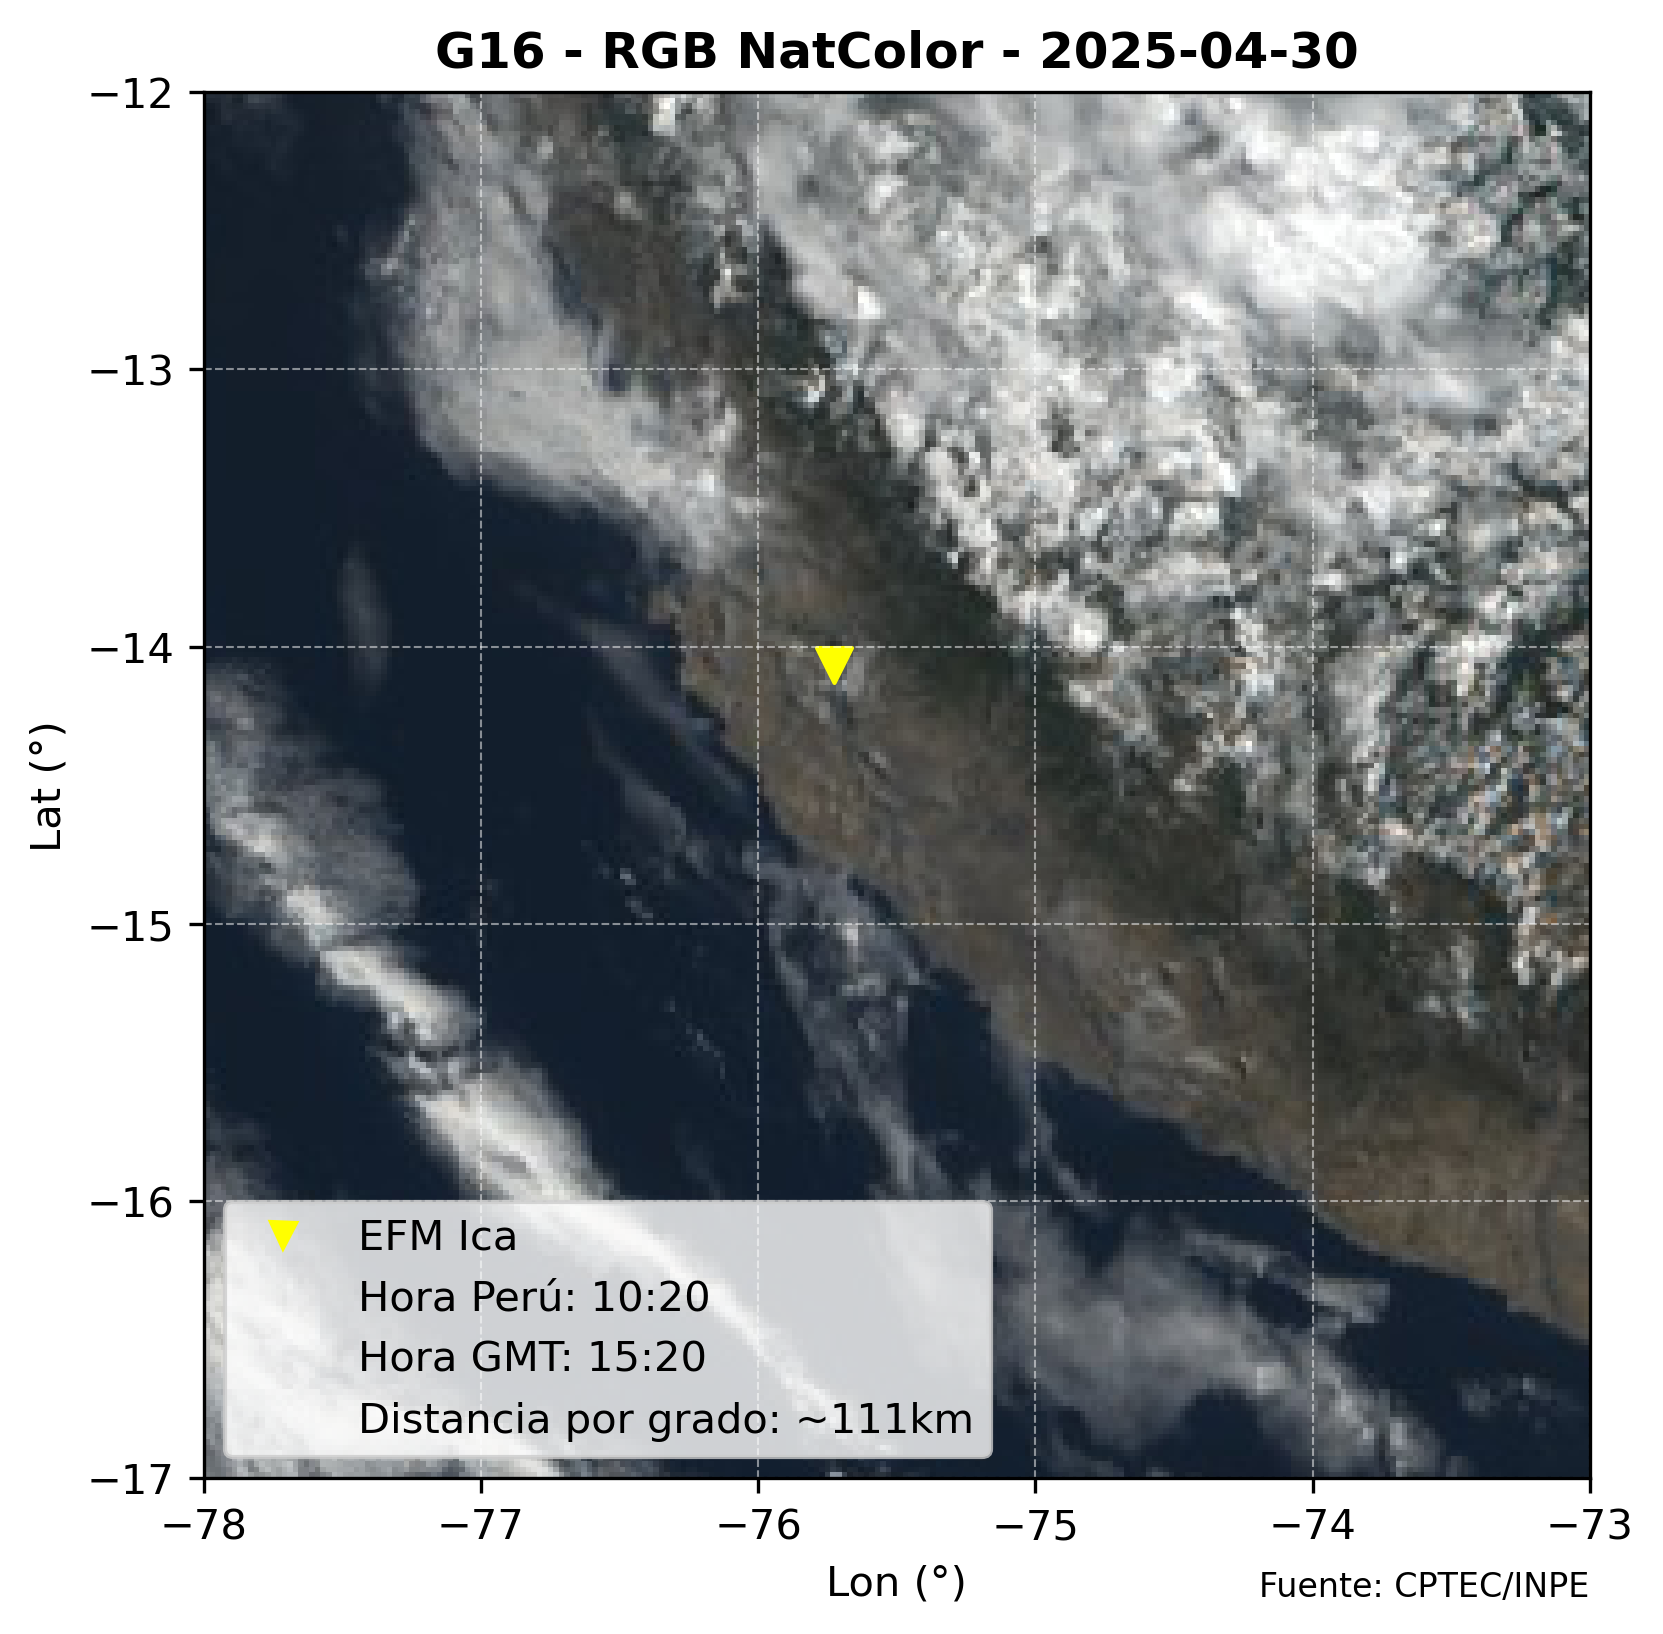 G16 - RGB NatColor - 2025-04-30
−12
−13
−14
−15
−16
−17
Lat (°)
EFM Ica
Hora Perú: 10:20
Hora GMT: 15:20
Distancia por grado: ~111km
−78 −77 −76 −75 −74 −73
Lon (°)
Fuente: CPTEC/INPE